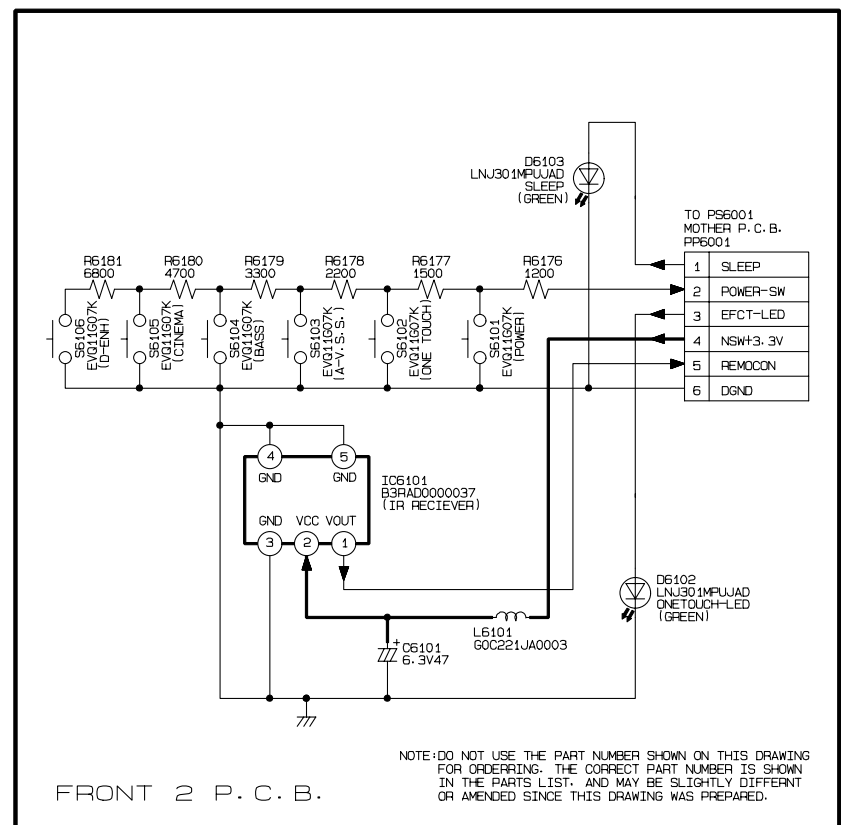 D6103
LNJ301MPUJAD
SLEEP
(GREEN)
TO PS6001
MOTHER P.C.B.
PP6001
1 SLEEP
2 POWER-SW
3 EFCT-LED
4 NSW+3.3V
5 REMOCON
6 DGND
R6181
6800
R6180
4700
R6179
3300
R6178
2200
R6177
1500
R6176
1200
S6106
EVQ11G07K
(D-ENH)
S6105
EVQ11G07K
(CINEMA)
S6104
EVQ11G07K
(BASS)
S6103
EVQ11G07K
(A-V.S.S.)
S6102
EVQ11G07K
(ONE TOUCH)
S6101
EVQ11G07K
(POWER)
4 5
GND GND
IC6101
B3RAD0000037
(IR RECIEVER)
GND VCC VOUT
3 2 1
D6102
LNJ301MPUJAD
ONETOUCH-LED
(GREEN)
L6101
G0C221JA0003
+ C6101
6.3V47
NOTE:DO NOT USE THE PART NUMBER SHOWN ON THIS DRAWING
FOR ORDERRING. THE CORRECT PART NUMBER IS SHOWN
IN THE PARTS LIST. AND MAY BE SLIGHTLY DIFFERNT
OR AMENDED SINCE THIS DRAWING WAS PREPARED.
FRONT 2 P.C.B.